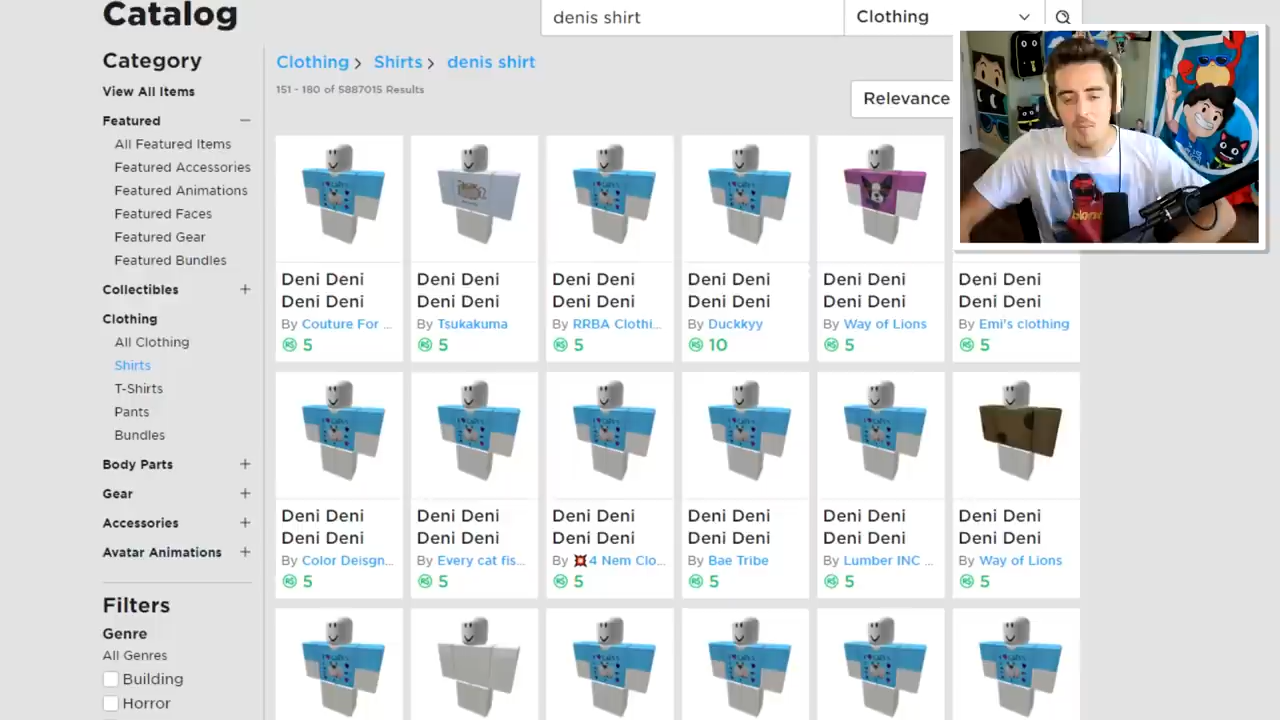 Catalog
denis shirt
Clothing
Category
View All Items
Featured
All Featured Items
Featured Accessories
Featured Animations
Featured Faces
Featured Gear
Featured Bundles
Collectibles
Clothing
All Clothing
Shirts
T-Shirts
Pants
Bundles
Body Parts
Gear
Accessories
Avatar Animations
Filters
Genre
All Genres
Building
Horror
Clothing > Shirts > denis shirt
151 - 180 of 5887015 Results
Relevance
Deni Deni
Deni Deni
By Couture For ...
5
Deni Deni
Deni Deni
By Tsukakuma
5
Deni Deni
Deni Deni
By RRBA Clothi...
5
Deni Deni
Deni Deni
By Duckkyy
10
Deni Deni
Deni Deni
By Way of Lions
5
Deni Deni
Deni Deni
By Emi's clothing
5
Deni Deni
Deni Deni
By Color Deisgn...
5
Deni Deni
Deni Deni
By Every cat fis...
5
Deni Deni
Deni Deni
By 💥4 Nem Clo...
5
Deni Deni
Deni Deni
By Bae Tribe
5
Deni Deni
Deni Deni
By Lumber INC ...
5
Deni Deni
Deni Deni
By Way of Lions
5